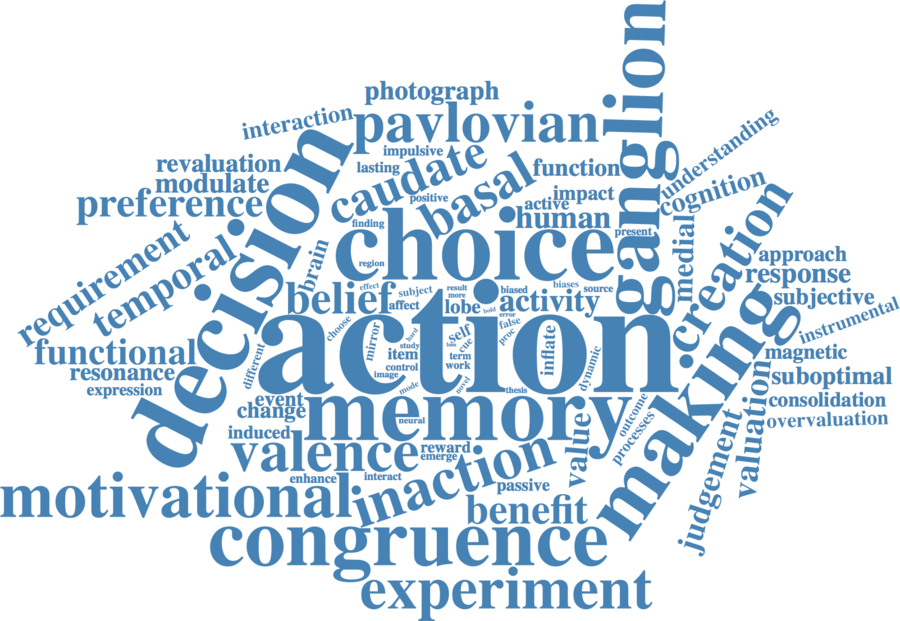 photograph
interaction
pavlovian
ganglion
impulsive
understanding
revaluation
lasting
caudate
function
modulate
positive
basal
impact
cognition
preference
active
human
finding
choice
present
decision
requirement
temporal
brain
region
medial
creation
approach
response
belief
effect
subject
result
more
biased
biases
source
subjective
affect
lobe
bold
activity
instrumental
action
choose
error
false
proc
self
cue
hard
mirror
study
item
term
work
control
image
inflate
dynamic
functional
different
magnetic
resonance
suboptimal
expression
mode
novel
thesis
event
memory
making
outcome
processes
consolidation
change
neural
valuation
overvaluation
induced
valence
reward
emerge
value
judgement
enhance
interact
inaction
passive
motivational
benefit
congruence
experiment